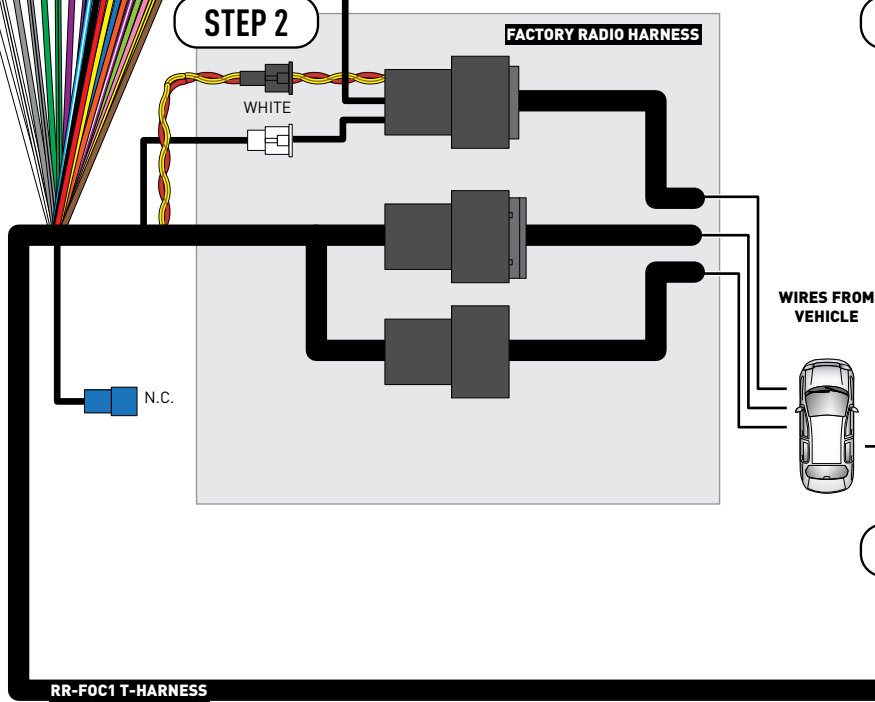 STEP 2
FACTORY RADIO HARNESS
WHITE
WIRES FROM
VEHICLE
N.C.
RR-FOC1 T-HARNESS